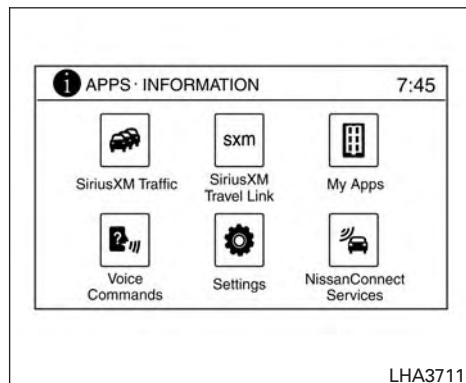 i APPS · INFORMATION 7:45
sxm
SiriusXM Traffic SiriusXM Travel Link My Apps
?
Voice Commands Settings NissanConnect Services
LHA3711